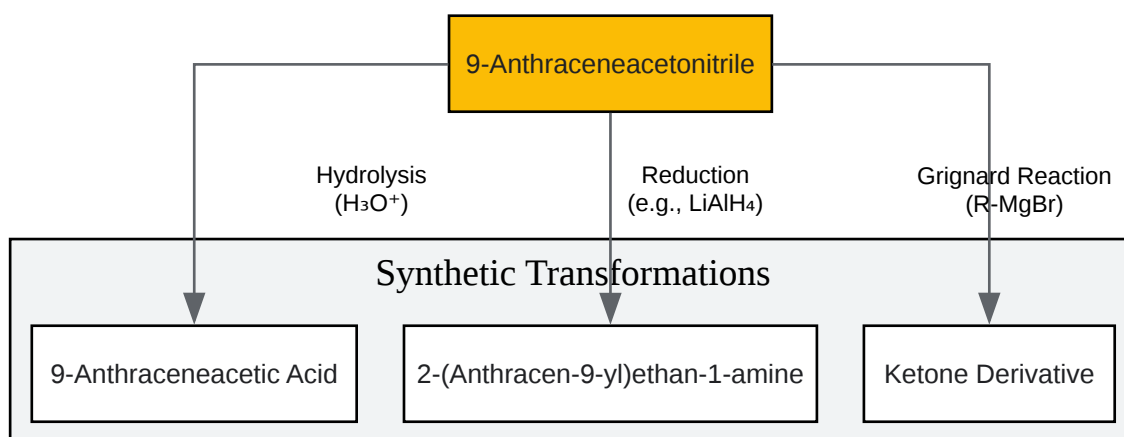 9-Anthraceneacetonitrile
Hydrolysis
(H₃O⁺)
Reduction
(e.g., LiAlH₄)
Grignard Reaction
(R-MgBr)
Synthetic Transformations
9-Anthraceneacetic Acid
2-(Anthracen-9-yl)ethan-1-amine
Ketone Derivative